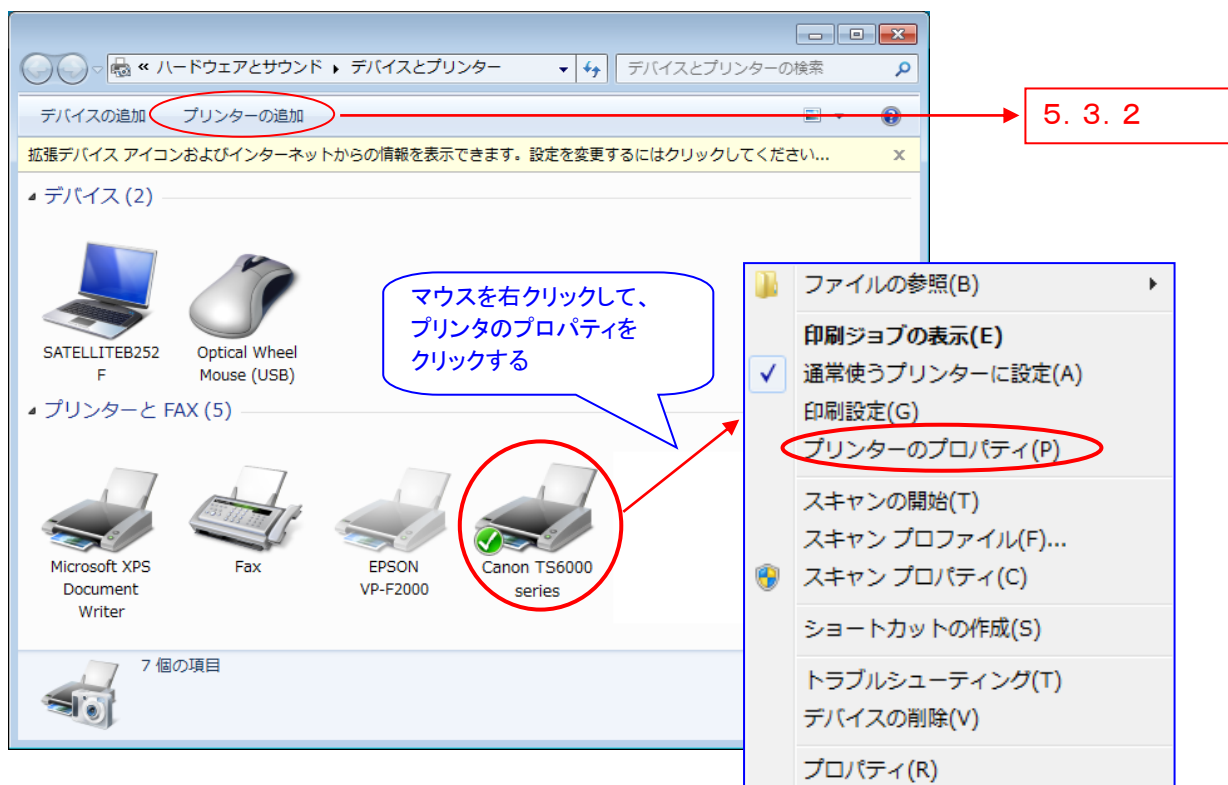 « ハードウェアとサウンド ▶ デバイスとプリンター
デバイスとプリンターの検索
デバイスの追加 プリンターの追加
5.3.2
拡張デバイス アイコンおよびインターネットからの情報を表示できます。設定を変更するにはクリックしてください...
x
デバイス (2)
SATELLITEB252
F
Optical Wheel
Mouse (USB)
マウスを右クリックして、
プリンタのプロパティを
クリックする
プリンターと FAX (5)
Microsoft XPS
Document
Writer
Fax
EPSON
VP-F2000
Canon TS6000
series
7 個の項目
ファイルの参照(B)
印刷ジョブの表示(E)
通常使うプリンターに設定(A)
印刷設定(G)
プリンターのプロパティ(P)
スキャンの開始(T)
スキャン プロファイル(F)...
スキャン プロパティ(C)
ショートカットの作成(S)
トラブルシューティング(T)
デバイスの削除(V)
プロパティ(R)